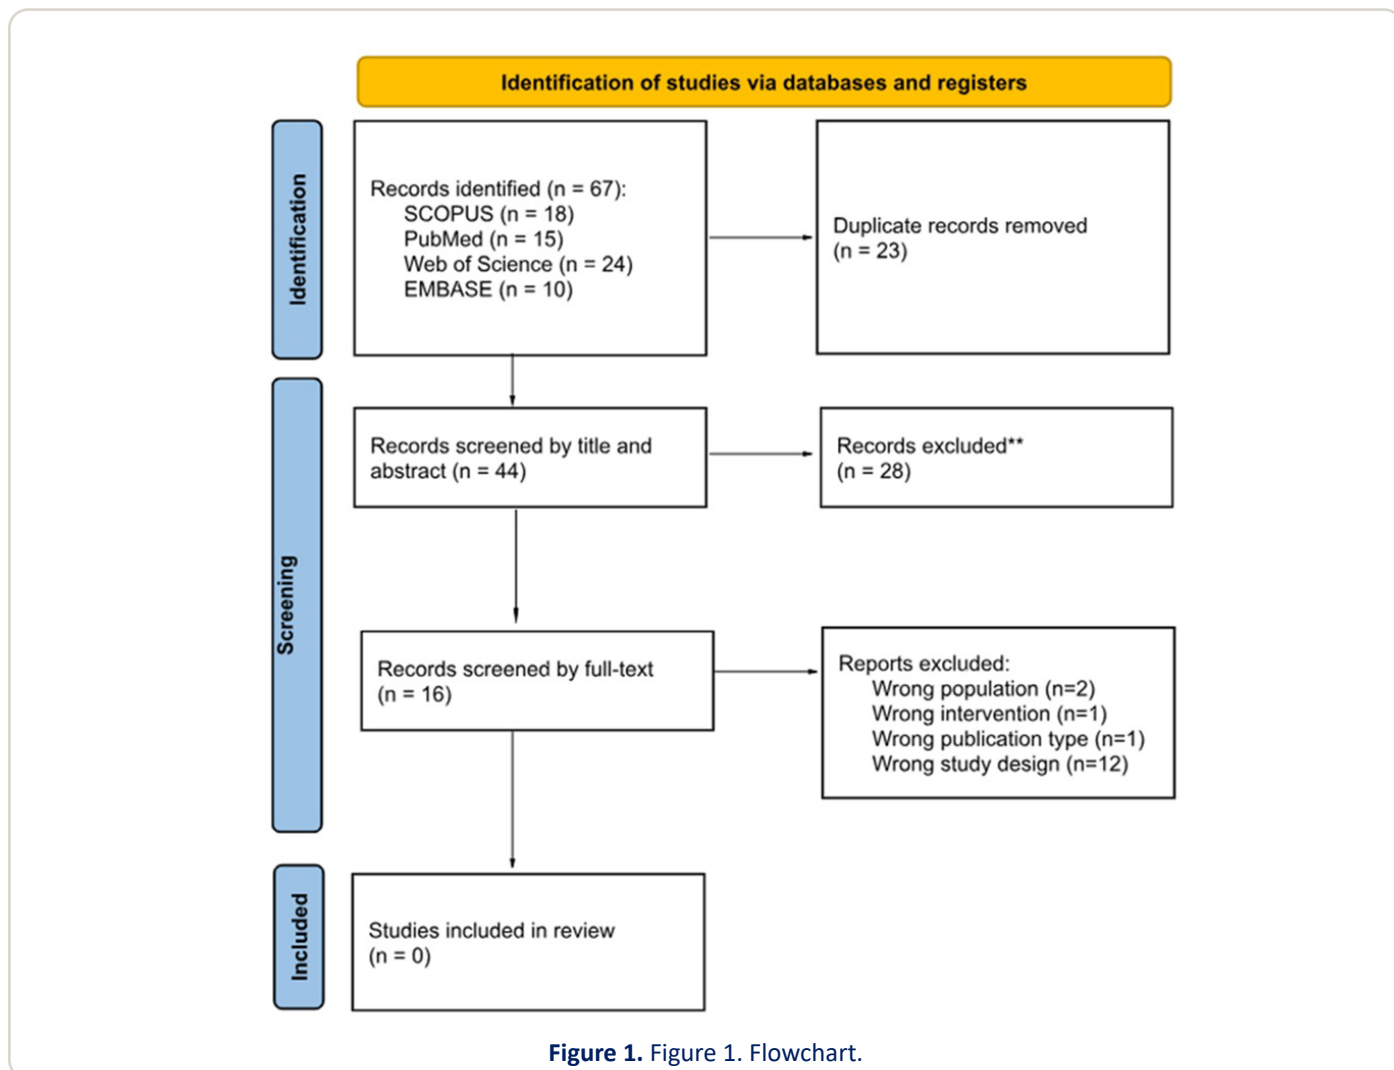 Identification of studies via databases and registers
Identification
Records identified (n = 67):
SCOPUS (n = 18)
PubMed (n = 15)
Web of Science (n = 24)
EMBASE (n = 10)
Duplicate records removed
(n = 23)
Screening
Records screened by title and
abstract (n = 44)
Records excluded**
(n = 28)
Records screened by full-text
(n = 16)
Reports excluded:
Wrong population (n=2)
Wrong intervention (n=1)
Wrong publication type (n=1)
Wrong study design (n=12)
Included
Studies included in review
(n = 0)
Figure 1. Figure 1. Flowchart.